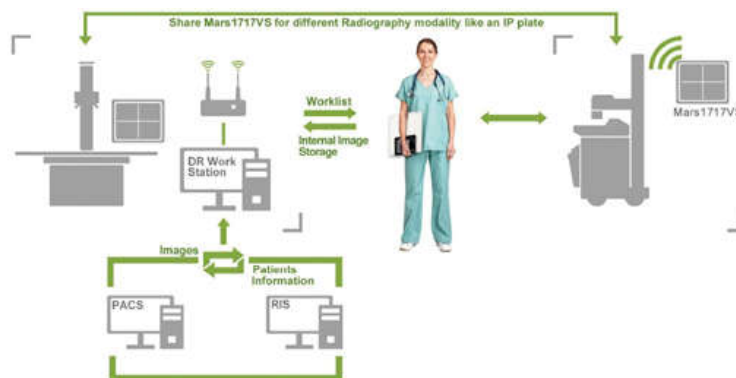 Share Mars1717VS for different Radiography modality like an IP plate
Worklist
Internal Image
Storage
Mars1717VS
DR Work
Station
Images
Patients
Information
PACS
RIS